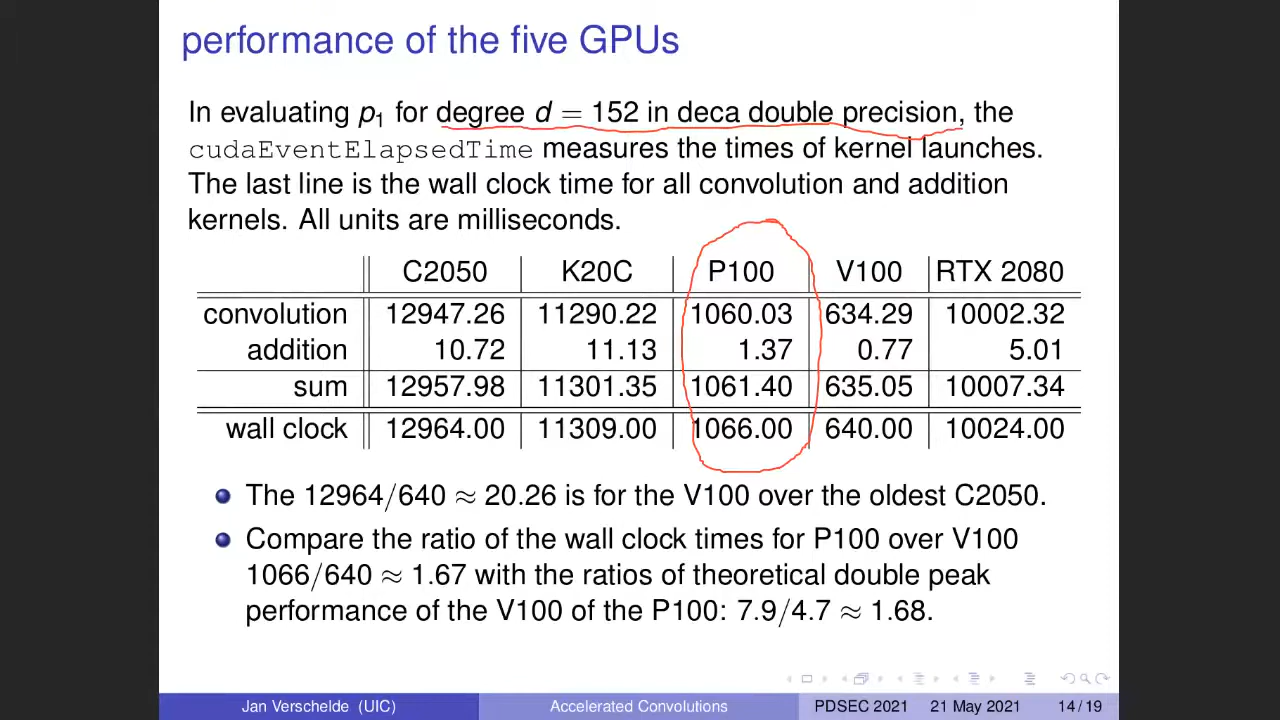 performance of the five GPUs
In evaluating p1 for degree d = 152 in deca double precision, the
cudaEventElapsedTime measures the times of kernel launches.
The last line is the wall clock time for all convolution and addition
kernels. All units are milliseconds.
C2050 K20C P100 V100 RTX 2080
convolution 12947.26 11290.22 1060.03 634.29 10002.32
addition 10.72 11.13 1.37 0.77 5.01
sum 12957.98 11301.35 1061.40 635.05 10007.34
wall clock 12964.00 11309.00 1066.00 640.00 10024.00
The 12964/640 ≈ 20.26 is for the V100 over the oldest C2050.
Compare the ratio of the wall clock times for P100 over V100
1066/640 ≈ 1.67 with the ratios of theoretical double peak
performance of the V100 of the P100: 7.9/4.7 ≈ 1.68.
Jan Verschelde (UIC) Accelerated Convolutions PDSEC 2021 21 May 2021 14 / 19